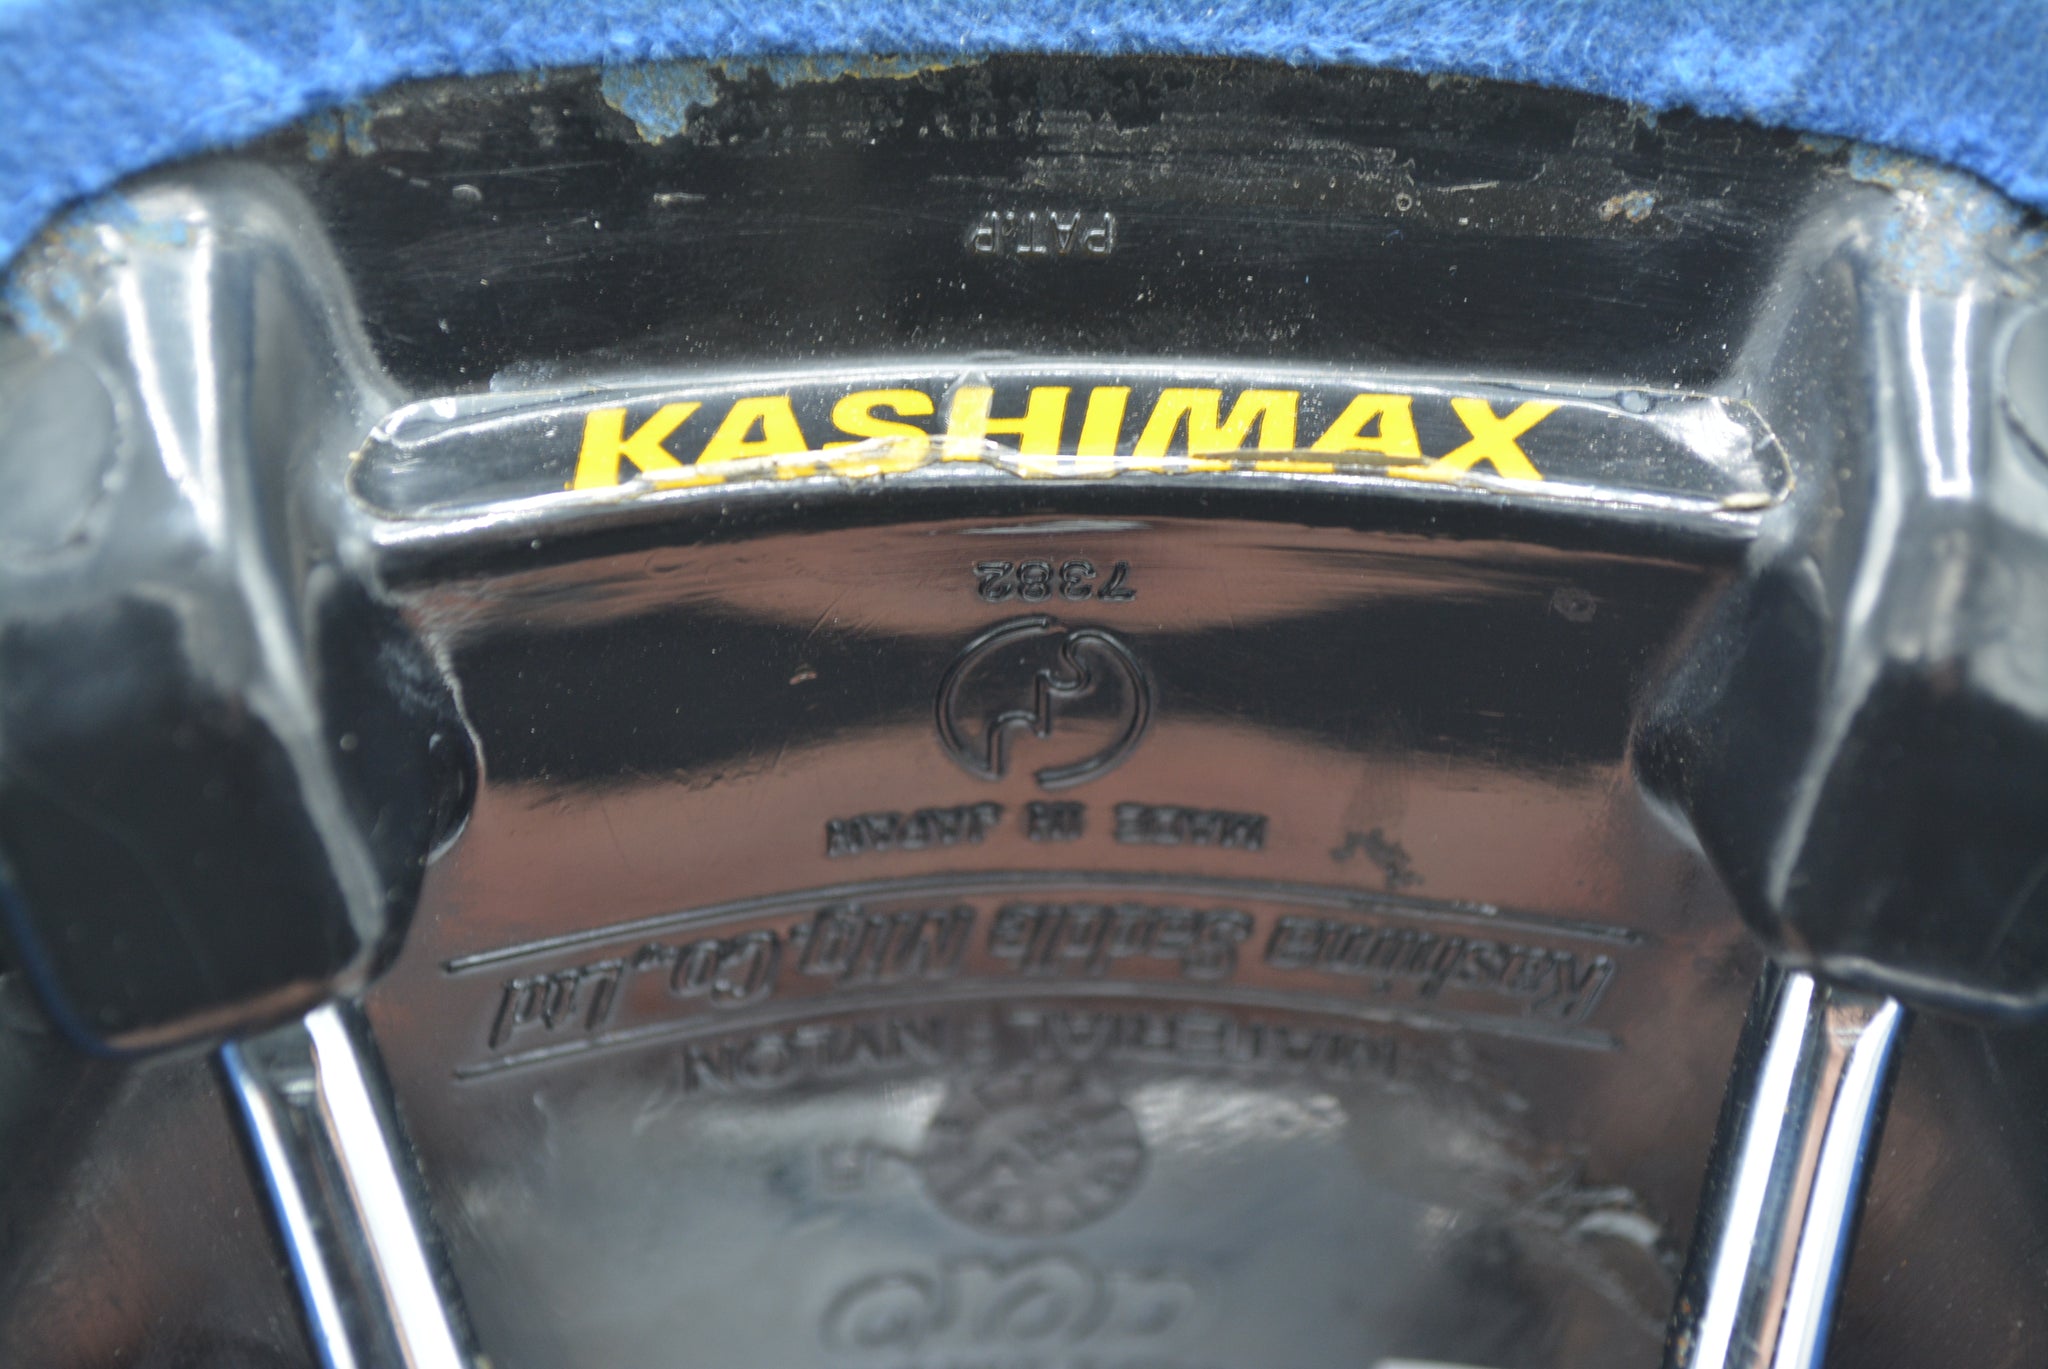 PAT.P
KASHIMAX
7382
MADE IN JAPAN
Kashima Saddle Mfg. Co., Ltd
MATERIAL : NYLON